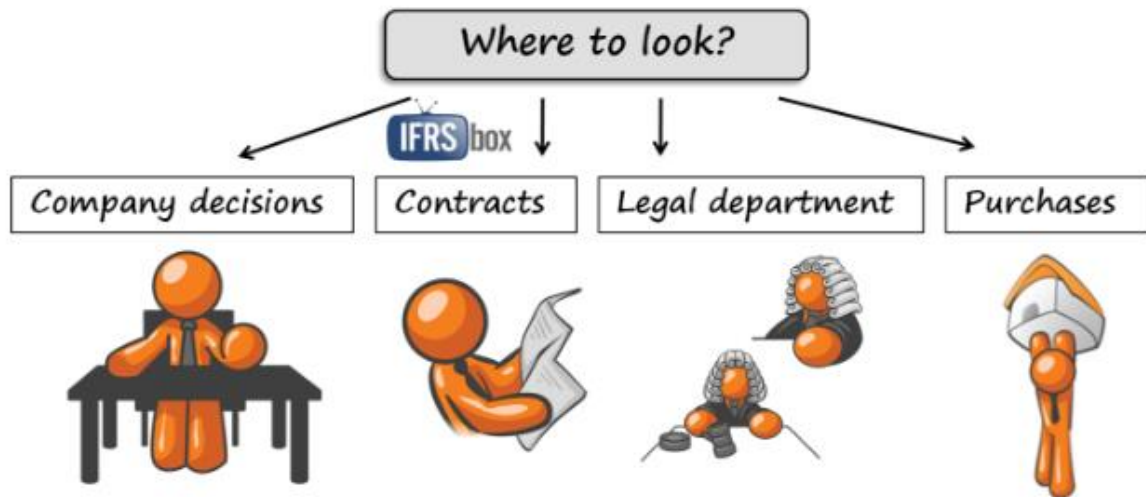 Where to look?
IFRS box
Company decisions
Contracts
Legal department
Purchases